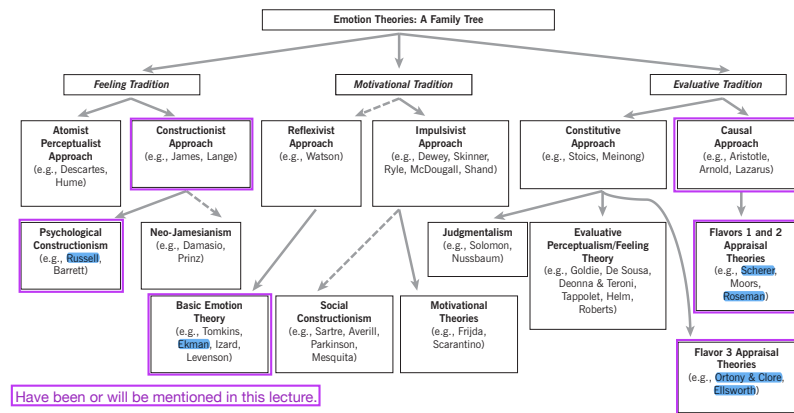 Emotion Theories: A Family Tree
Feeling Tradition
Motivational Tradition
Evaluative Tradition
Atomist
Perceptualist
Approach
(e.g., Descartes,
Hume)
Constructionist
Approach
(e.g., James, Lange)
Reflexivist
Approach
(e.g., Watson)
Impulsivist
Approach
(e.g., Dewey, Skinner,
Ryle, McDougall, Shand)
Constitutive
Approach
(e.g., Stoics, Meinong)
Causal
Approach
(e.g., Aristotle,
Arnold, Lazarus)
Psychological
Constructionism
(e.g., Russell,
Barrett)
Neo-Jamesianism
(e.g., Damasio,
Prinz)
Judgmentalism
(e.g., Solomon,
Nussbaum)
Evaluative
Perceptualism/Feeling
Theory
(e.g., Goldie, De Sousa,
Deonna & Teroni,
Tappolet, Helm,
Roberts)
Flavors 1 and 2
Appraisal
Theories
(e.g., Scherer,
Moors,
Roseman)
Basic Emotion
Theory
(e.g., Tomkins,
Ekman, Izard,
Levenson)
Social
Constructionism
(e.g., Sartre, Averill,
Parkinson,
Mesquita)
Motivational
Theories
(e.g., Frijda,
Scarantino)
Flavor 3 Appraisal
Theories
(e.g., Ortony & Clore,
Ellsworth)
Have been or will be mentioned in this lecture.